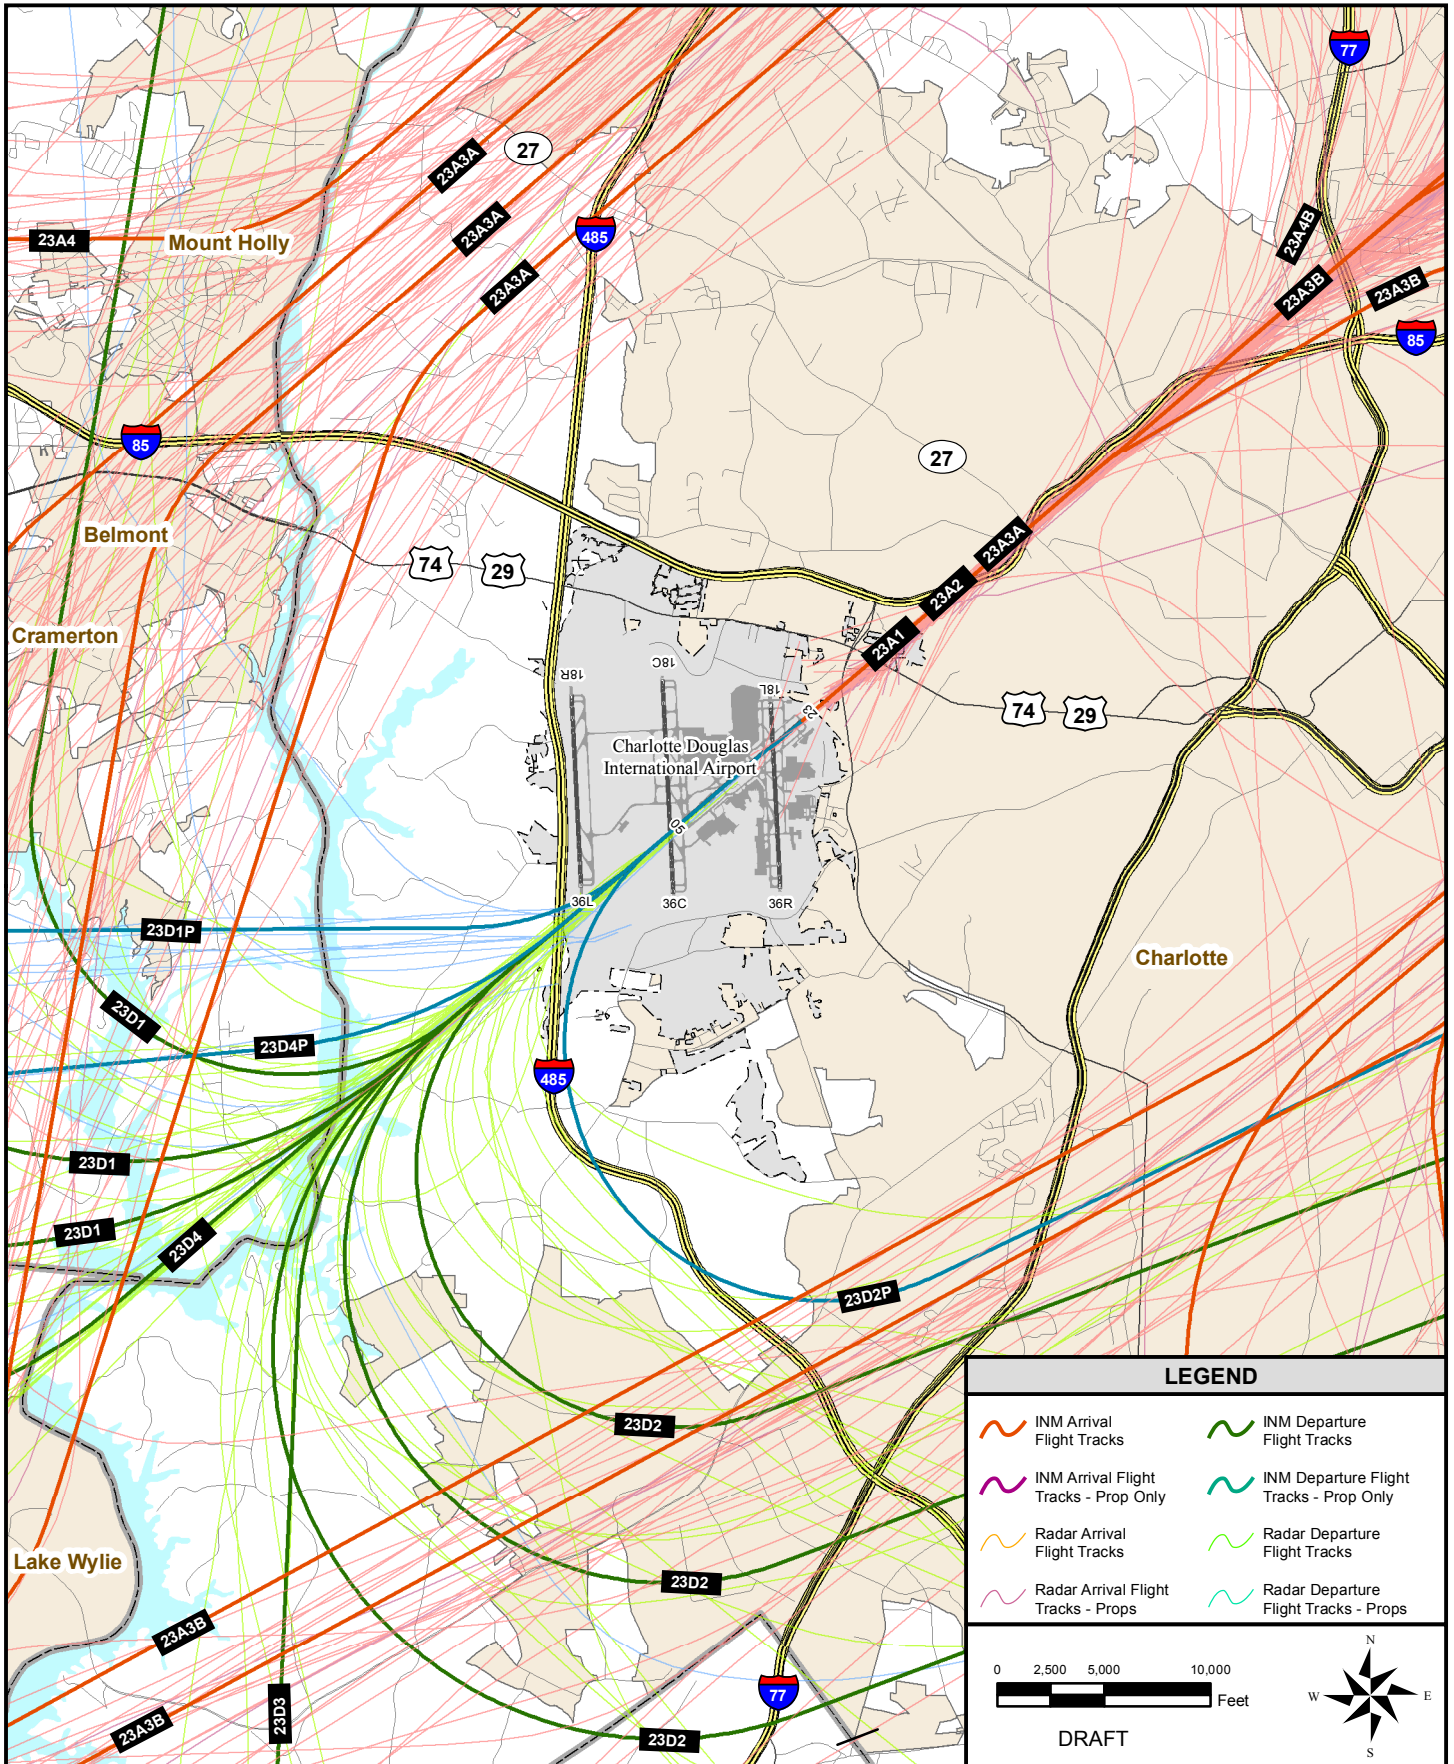 77
27
23A3A
23A3A
23A3A
485
23A4
Mount Holly
23A4B
23A3B
23A3B
85
85
27
Belmont
74
29
23A3A
23A2
23A1
Cramerton
18R
18C
18L
23
74
29
Charlotte Douglas
International Airport
05
36L
36C
36R
23D1P
Charlotte
23D1
23D4P
485
23D1
23D1
23D4
23D2P
23D2
Lake Wylie
23D2
23A3B
23D3
23A3B
77
23D2
LEGEND
INM Arrival
Flight Tracks
INM Departure
Flight Tracks
INM Arrival Flight
Tracks - Prop Only
INM Departure Flight
Tracks - Prop Only
Radar Arrival
Flight Tracks
Radar Departure
Flight Tracks
Radar Arrival Flight
Tracks - Props
Radar Departure
Flight Tracks - Props
0 2,500 5,000 10,000
Feet
DRAFT
N
W E
S